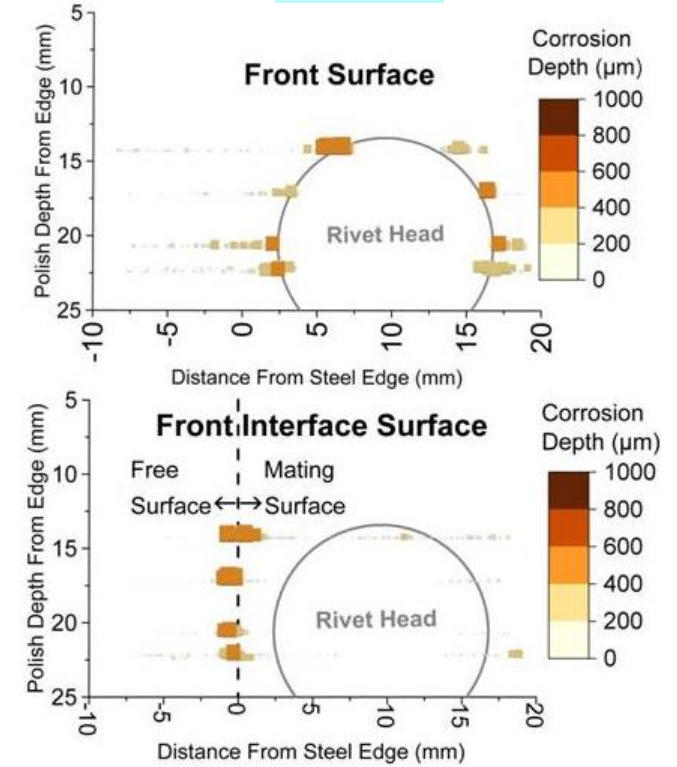 Front Surface
Corrosion
Depth (µm)
1000
800
600
400
200
0
Polish Depth From Edge (mm)
5
10
15
20
25
Rivet Head
-10
-5
0
5
10
15
20
Distance From Steel Edge (mm)
Front Interface Surface
Corrosion
Depth (µm)
1000
800
600
400
200
0
Polish Depth From Edge (mm)
5
10
15
20
25
Free
Surface
Mating
Surface
Rivet Head
-10
-5
0
5
10
15
20
Distance From Steel Edge (mm)